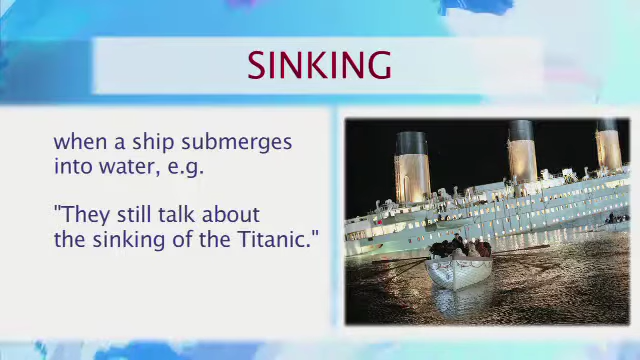 SINKING
when a ship submerges
into water, e.g.
"They still talk about
the sinking of the Titanic."